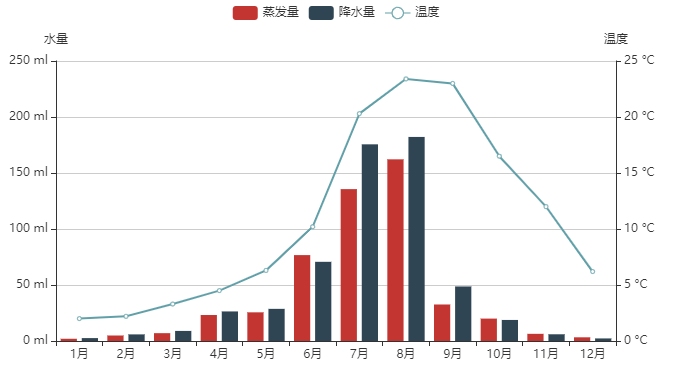 蒸发量 降水量 温度
水量 温度
250 ml 25 °C
200 ml 20 °C
150 ml 15 °C
100 ml 10 °C
50 ml 5 °C
0 ml 0 °C
1月 2月 3月 4月 5月 6月 7月 8月 9月 10月 11月 12月